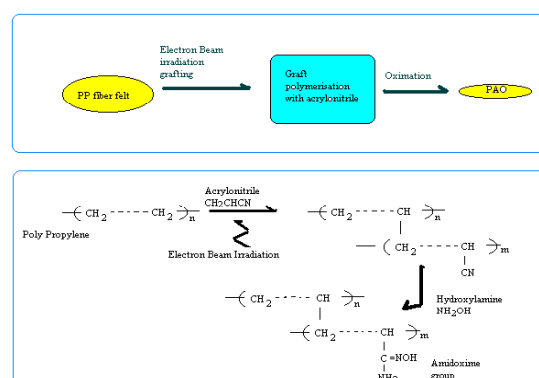 Electron Beam
irradiation
grafting
PP fiber felt
Graft
polymerisation
with acrylonitrile
Oximation
PAO
Acrylonitrile
CH2CHCN
( CH2 ---- CH2 )n
Poly Propylene
Electron Beam Irradiation
( CH2 ---- CH )n
( CH2 ---- CH )m
CN
Hydroxylamine
NH2OH
( CH2 ---- CH )n
( CH2 ---- CH )m
C =NOH
NH2
Amidoxime
group